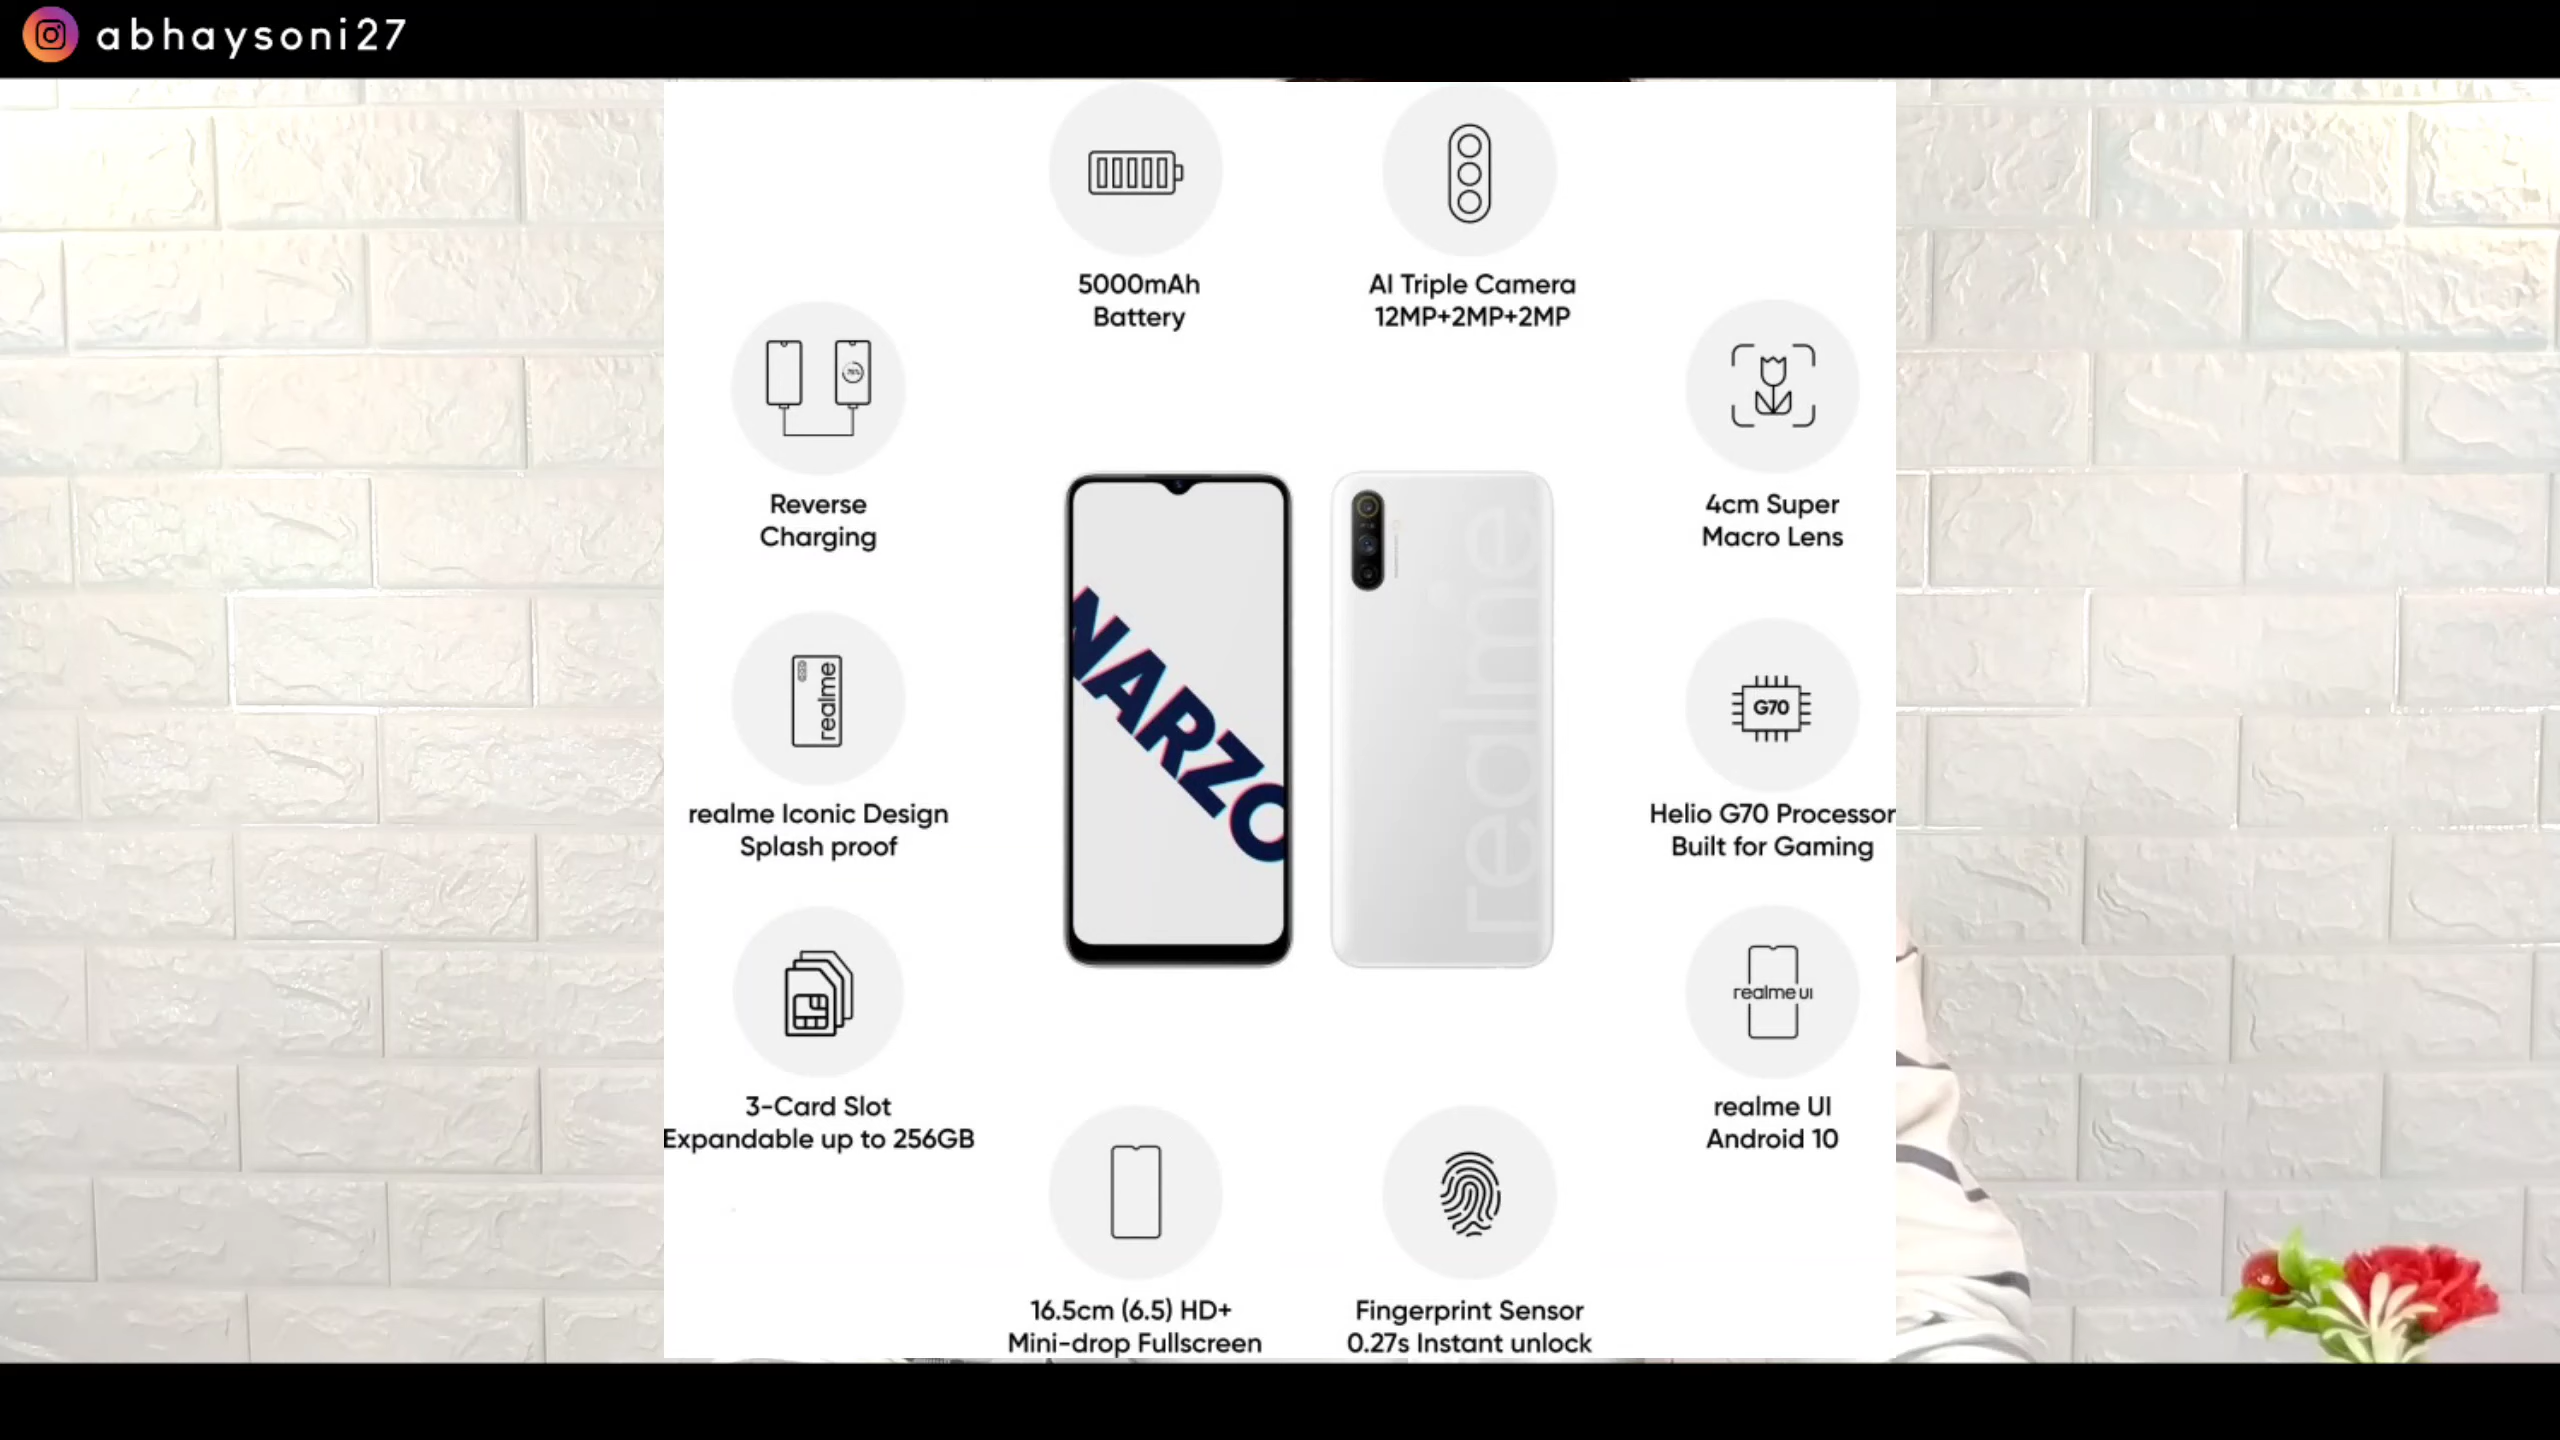 abhaysoni27
5000mAh
Battery
AI Triple Camera
12MP+2MP+2MP
Reverse
Charging
4cm Super
Macro Lens
NARZO
realme
realme
realme Iconic Design
Splash proof
G70
Helio G70 Processor
Built for Gaming
3-Card Slot
Expandable up to 256GB
realme UI
realme UI
Android 10
16.5cm (6.5) HD+
Mini-drop Fullscreen
Fingerprint Sensor
0.27s Instant unlock